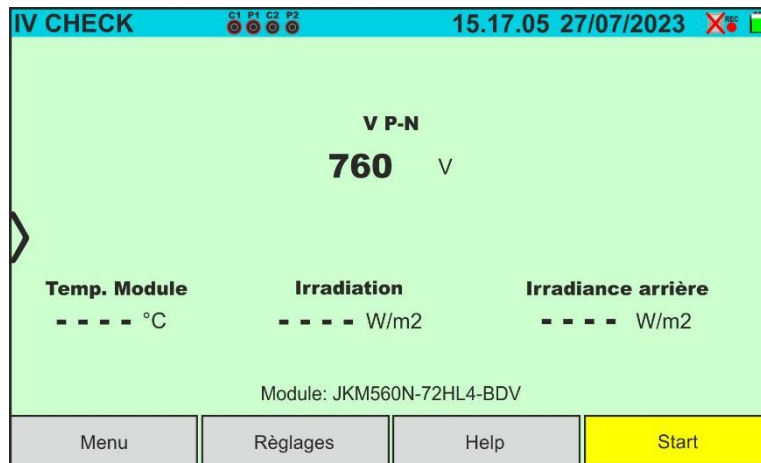 IV CHECK C1 P1 C2 P2 15.17.05 27/07/2023 REC
V P-N
760 V
Temp. Module Irradiation Irradiance arrière
- - - - °C - - - - W/m2 - - - - W/m2
Module: JKM560N-72HL4-BDV
Menu Règlages Help Start